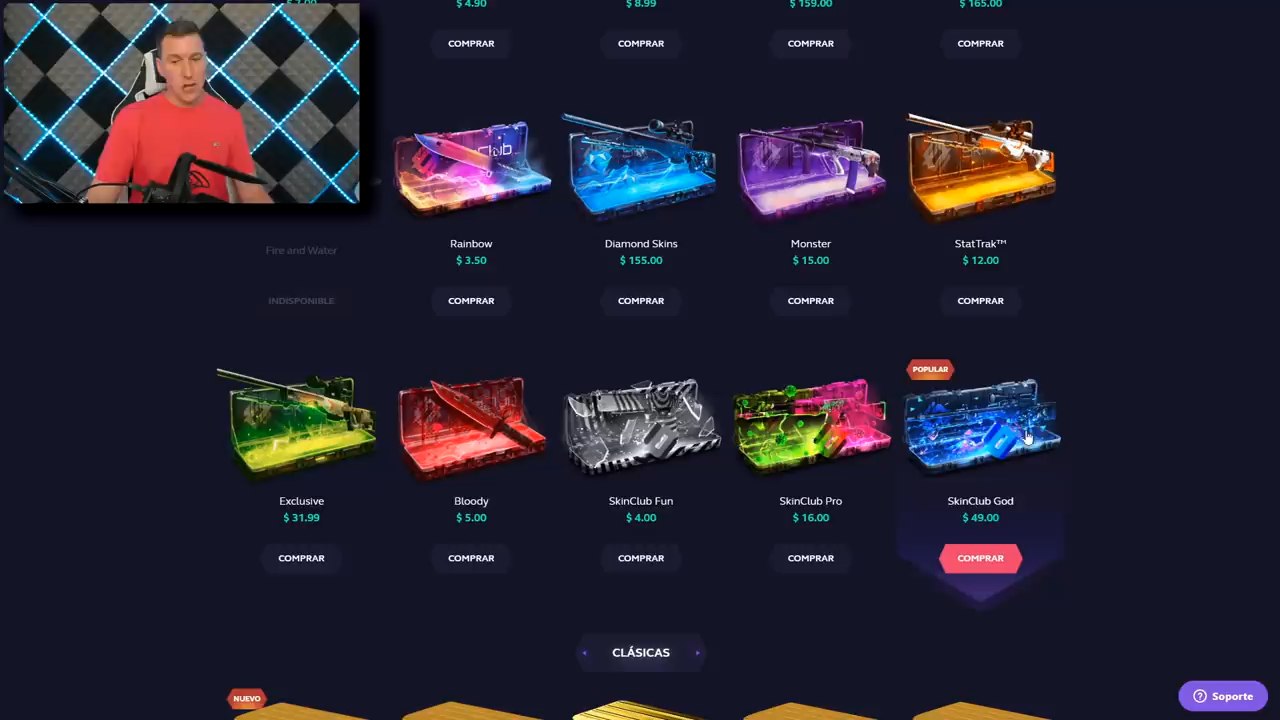 $ 7.00
$ 4.90
$ 8.99
$ 159.00
$ 165.00
COMPRAR
COMPRAR
COMPRAR
COMPRAR
Fire and Water
Rainbow
Diamond Skins
Monster
StatTrak™
$ 3.50
$ 155.00
$ 15.00
$ 12.00
INDISPONIBLE
COMPRAR
COMPRAR
COMPRAR
COMPRAR
POPULAR
Exclusive
Bloody
SkinClub Fun
SkinClub Pro
SkinClub God
$ 31.99
$ 5.00
$ 4.00
$ 16.00
$ 49.00
COMPRAR
COMPRAR
COMPRAR
COMPRAR
COMPRAR
CLÁSICAS
NUEVO
Soporte